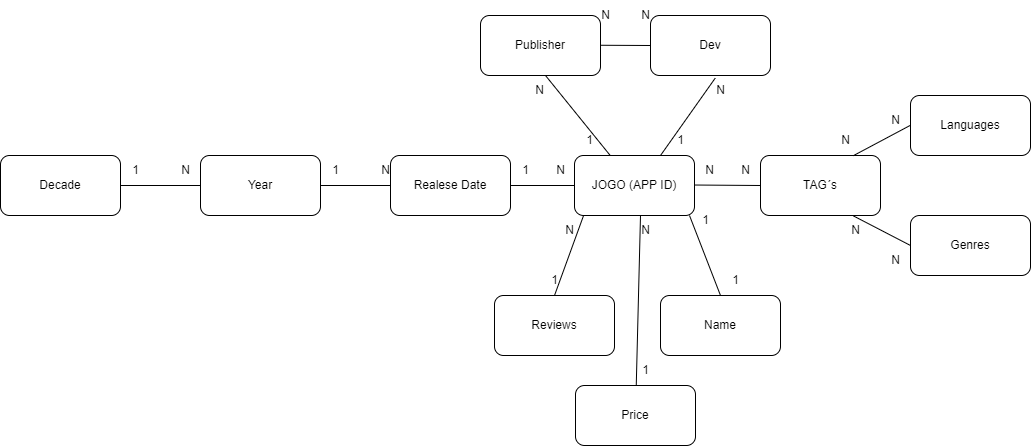 N N
Publisher Dev
N N
1 1
Languages
N
N
Decade 1 N Year 1 N Realese Date 1 N JOGO (APP ID) N N TAG´s
N N 1 N
Genres
N
1 1
Reviews Name
1
Price